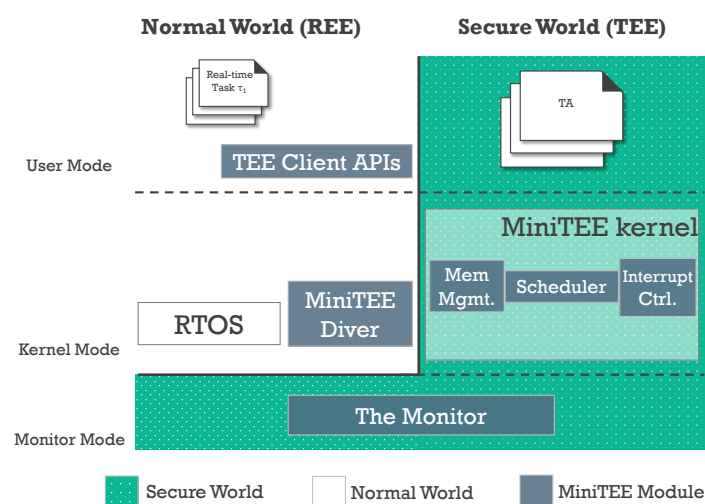 Normal World (REE)
Secure World (TEE)
Real-time
Task τ1
TA
User Mode
TEE Client APIs
MiniTEE kernel
Mem
Mgmt.
Scheduler
Interrupt
Ctrl.
MiniTEE
Diver
RTOS
Kernel Mode
The Monitor
Monitor Mode
Secure World
Normal World
MiniTEE Module